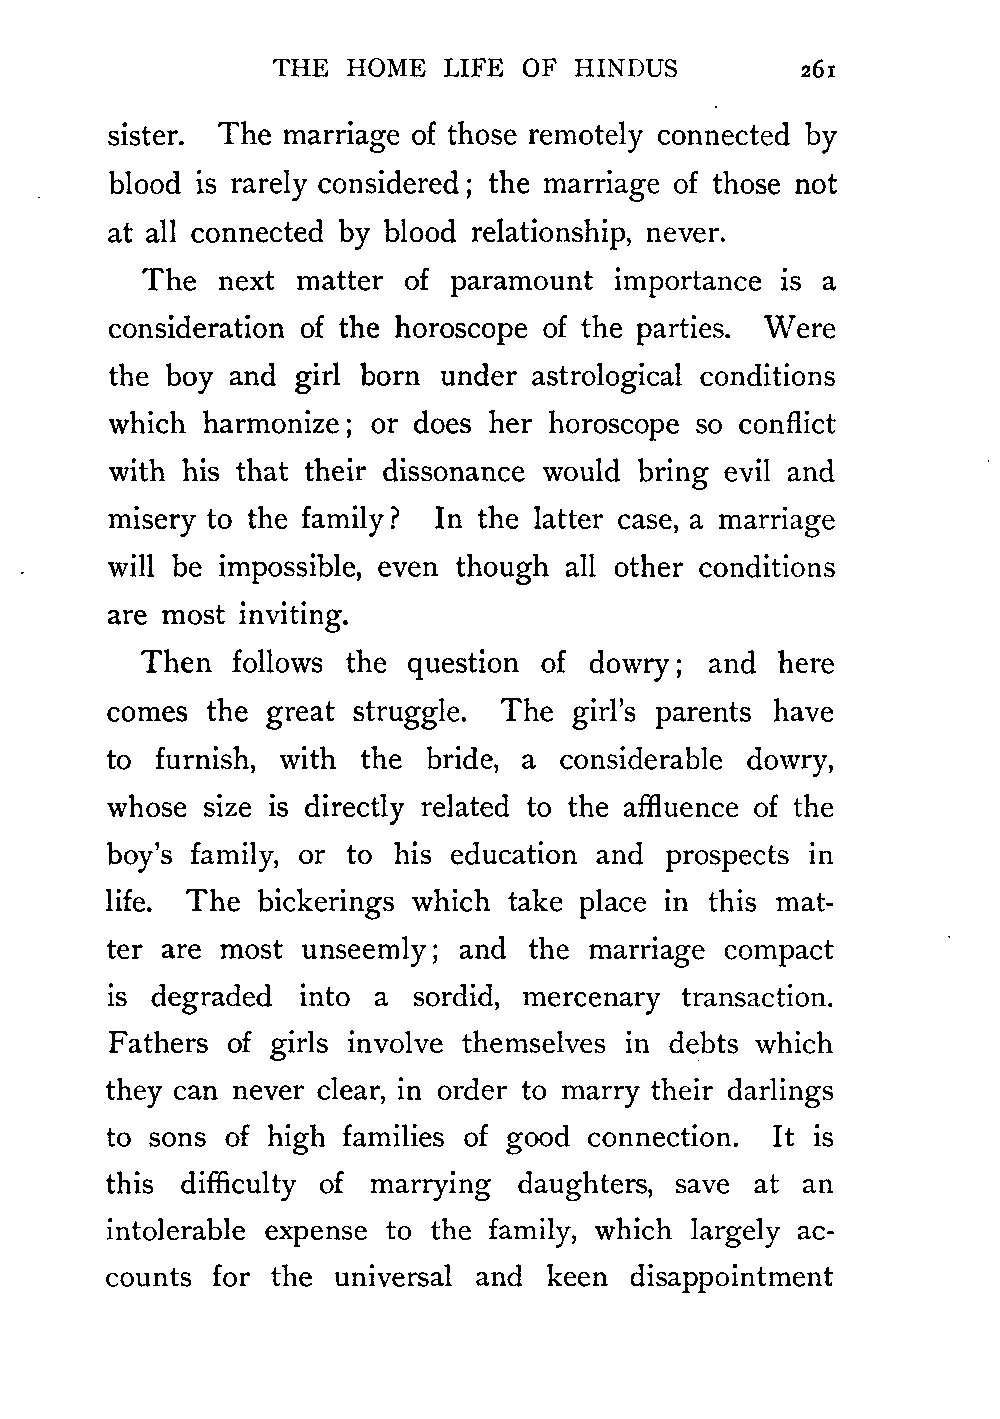 THE HOME LIFE OF HINDUS 261
sister. The marriage of those remotely connected by
blood is rarely considered; the marriage of those not
at all connected by blood relationship, never.
The next matter of paramount importance is a
consideration of the horoscope of the parties. Were
the boy and girl born under astrological conditions
which harmonize; or does her horoscope so conflict
with his that their dissonance would bring evil and
misery to the family? In the latter case, a marriage
will be impossible, even though all other conditions
are most inviting.
Then follows the question of dowry; and here
comes the great struggle. The girl's parents have
to furnish, with the bride, a considerable dowry,
whose size is directly related to the affluence of the
boy's family, or to his education and prospects in
life. The bickerings which take place in this mat-
ter are most unseemly; and the marriage compact
is degraded into a sordid, mercenary transaction.
Fathers of girls involve themselves in debts which
they can never clear, in order to marry their darlings
to sons of high families of good connection. It is
this difficulty of marrying daughters, save at an
intolerable expense to the family, which largely ac-
counts for the universal and keen disappointment